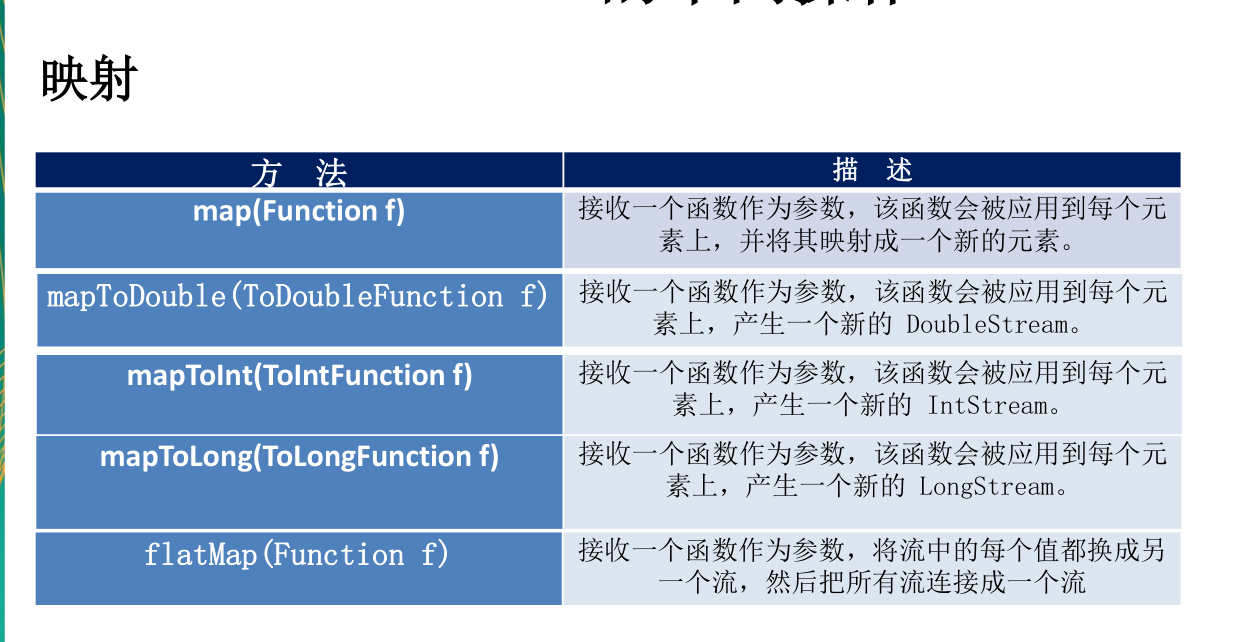 映射
方 法
描 述
map(Function f)
接收一个函数作为参数，该函数会被应用到每个元
素上，并将其映射成一个新的元素。
mapToDouble(ToDoubleFunction f)
接收一个函数作为参数，该函数会被应用到每个元
素上，产生一个新的 DoubleStream。
mapToInt(ToIntFunction f)
接收一个函数作为参数，该函数会被应用到每个元
素上，产生一个新的 IntStream。
mapToLong(ToLongFunction f)
接收一个函数作为参数，该函数会被应用到每个元
素上，产生一个新的 LongStream。
flatMap(Function f)
接收一个函数作为参数，将流中的每个值都换成另
一个流，然后把所有流连接成一个流